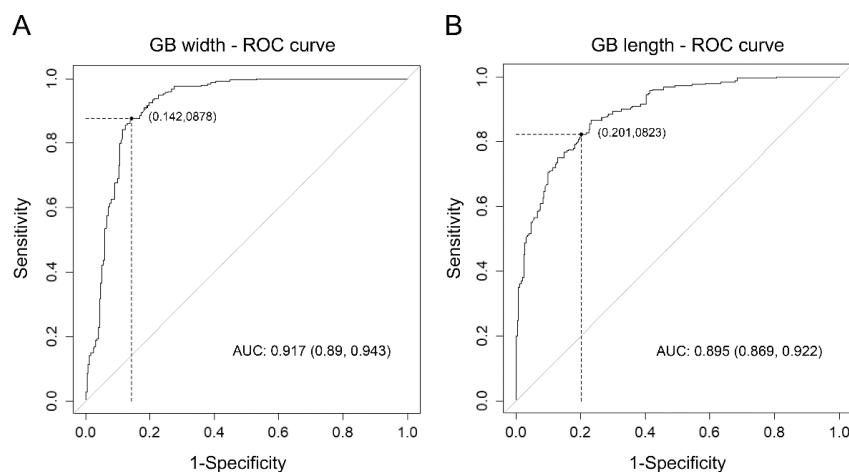 A
GB width - ROC curve
1.0
0.8
0.6
0.4
0.2
0.0
Sensitivity
(0.142,0878)
AUC: 0.917 (0.89, 0.943)
0.0 0.2 0.4 0.6 0.8 1.0
1-Specificity
B
GB length - ROC curve
1.0
0.8
0.6
0.4
0.2
0.0
Sensitivity
(0.201,0823)
AUC: 0.895 (0.869, 0.922)
0.0 0.2 0.4 0.6 0.8 1.0
1-Specificity